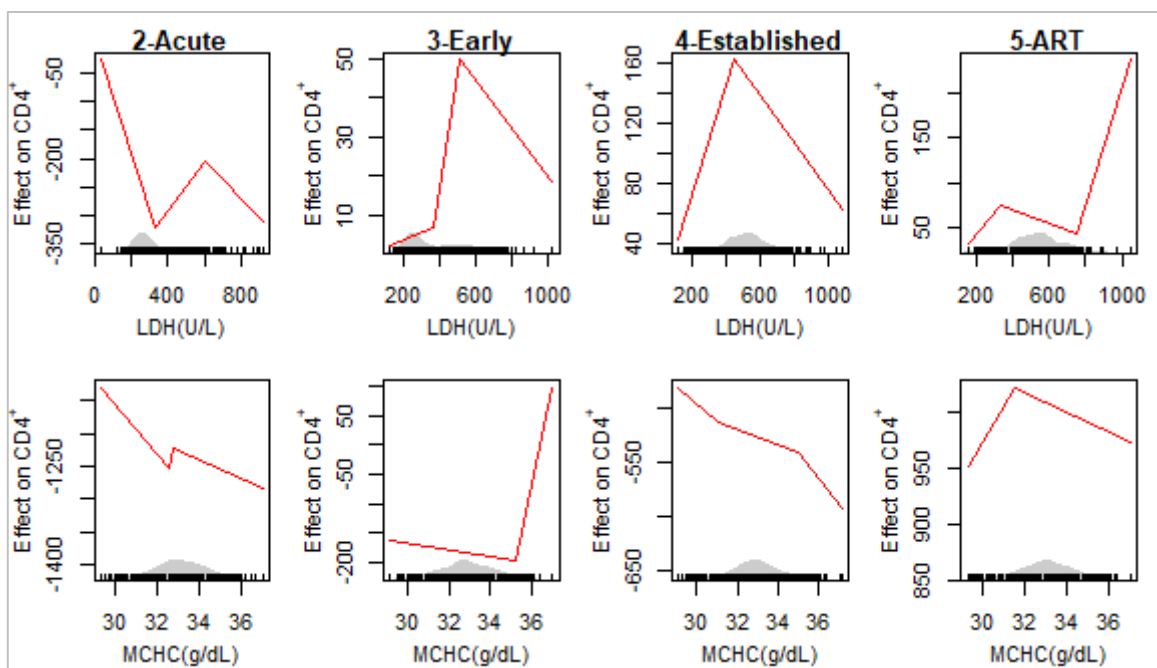 2-Acute
3-Early
4-Established
5-ART
Effect on CD4+
-350 -200 -50
0 400 800
LDH(U/L)
Effect on CD4+
10 30 50
200 600 1000
LDH(U/L)
Effect on CD4+
40 80 120 160
200 600 1000
LDH(U/L)
Effect on CD4+
50 150
200 600 1000
LDH(U/L)
Effect on CD4+
-1400 -1250
30 32 34 36
MCHC(g/dL)
Effect on CD4+
-200 -50 50
30 32 34 36
MCHC(g/dL)
Effect on CD4+
-650 -550
30 32 34 36
MCHC(g/dL)
Effect on CD4+
850 900 950
30 32 34 36
MCHC(g/dL)